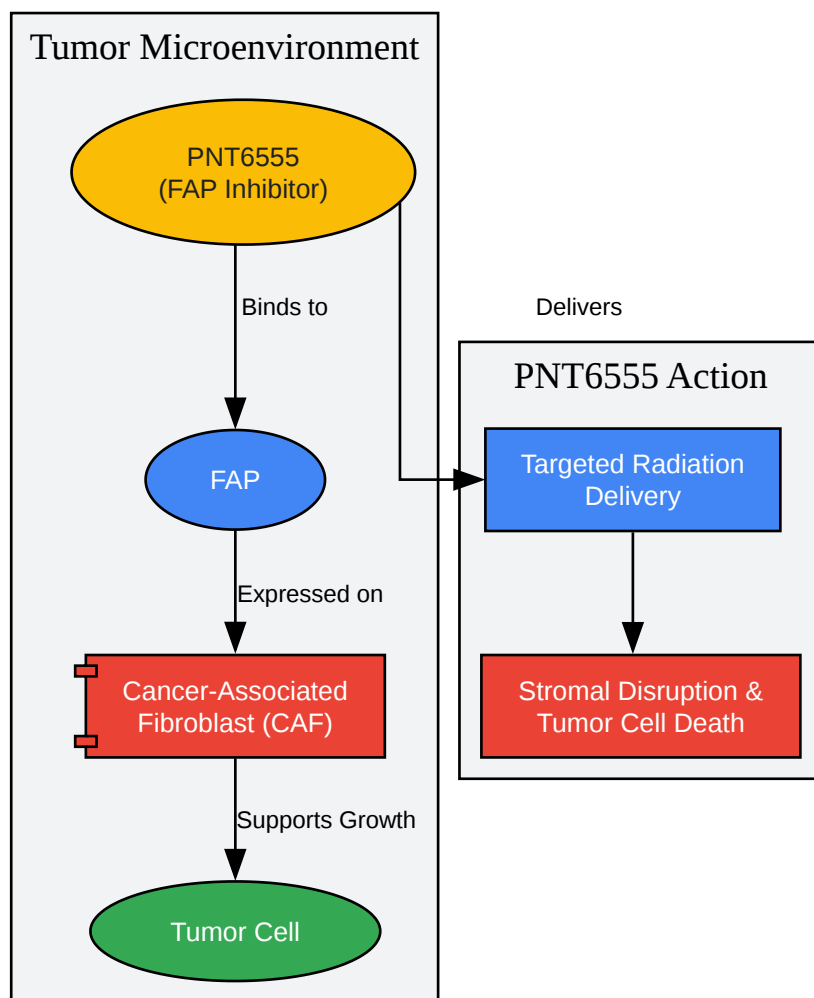 Tumor Microenvironment
PNT6555
(FAP Inhibitor)
Binds to
Delivers
PNT6555 Action
FAP
Targeted Radiation
Delivery
Expressed on
Cancer-Associated
Fibroblast (CAF)
Stromal Disruption &
Tumor Cell Death
Supports Growth
Tumor Cell